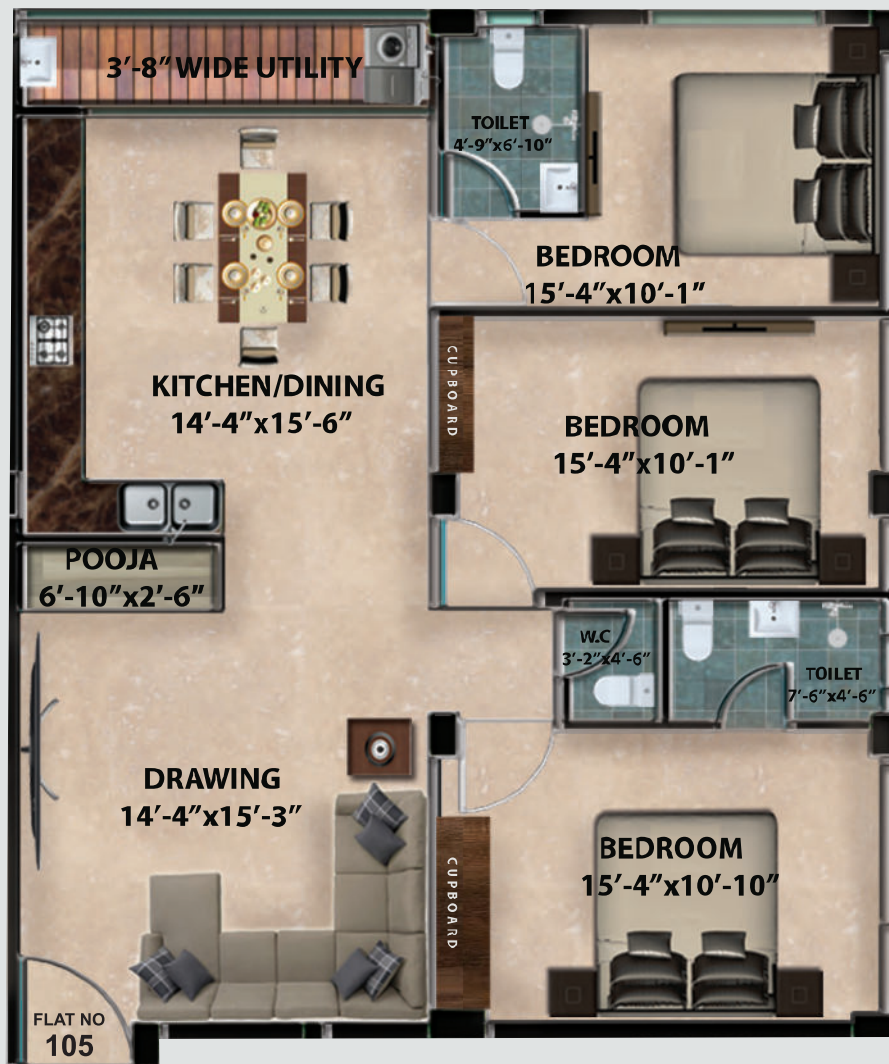 3′-8″ WIDE UTILITY
TOILET
4′-9″x6′-10″
BEDROOM
15′-4″x10′-1″
KITCHEN/DINING
14′-4″x15′-6″
CUPBOARD
BEDROOM
15′-4″x10′-1″
POOJA
6′-10″x2′-6″
W.C
3′-2″x4′-6″
TOILET
7′-6″x4′-6″
DRAWING
14′-4″x15′-3″
CUPBOARD
BEDROOM
15′-4″x10′-10″
FLAT NO
105